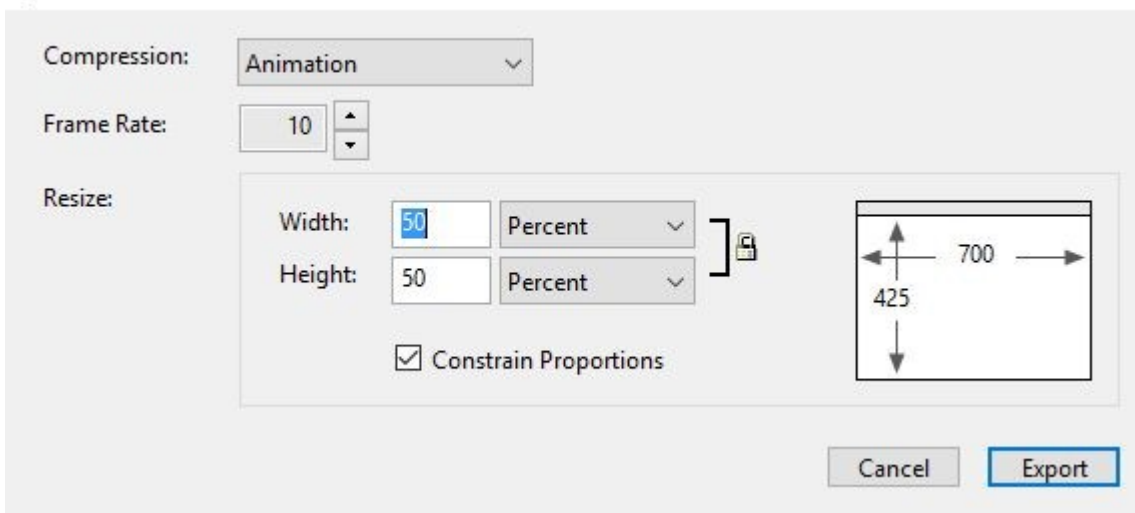 Compression: Animation
Frame Rate: 10
Resize:
Width: 50 Percent
Height: 50 Percent
700
425
Constrain Proportions
Cancel Export